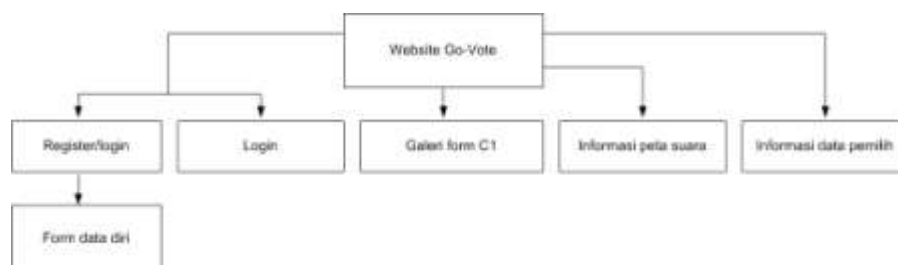 Website Go-Vote
Register/login
Login
Galeri form C1
Informasi peta suara
Informasi data pemilih
Form data diri